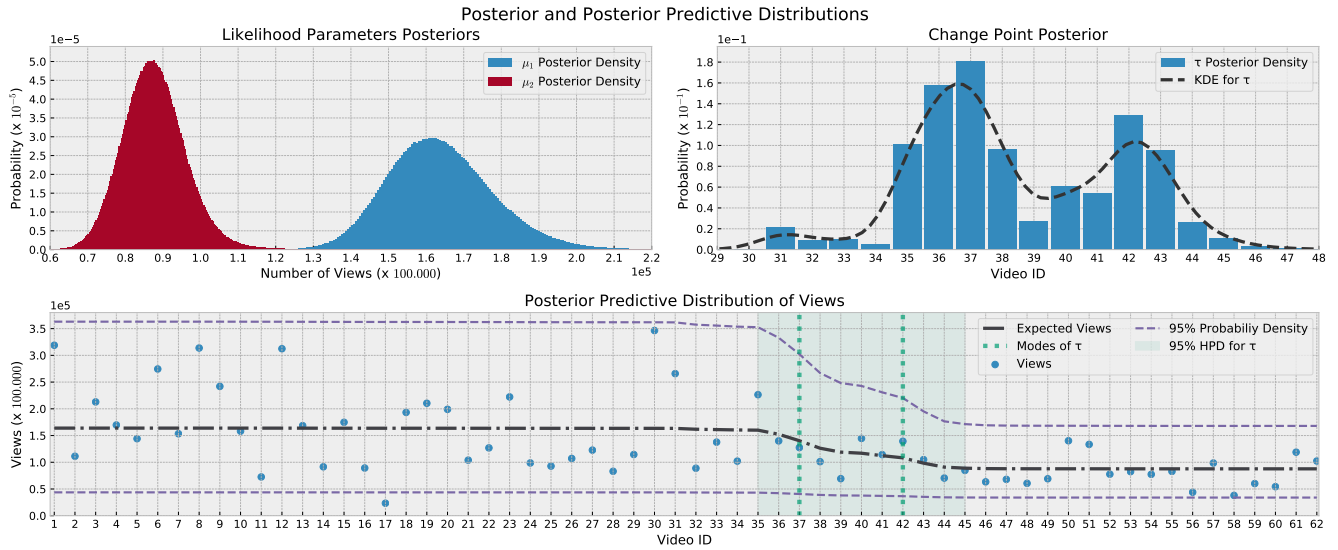 Posterior and Posterior Predictive Distributions
Likelihood Parameters Posteriors
1e−5
5.0
4.5
4.0
3.5
3.0
2.5
2.0
1.5
1.0
0.5
0.0
Probability (x 10⁻⁵)
μ₁ Posterior Density
μ₂ Posterior Density
0.6 0.7 0.8 0.9 1.0 1.1 1.2 1.3 1.4 1.5 1.6 1.7 1.8 1.9 2.0 2.1 2.2
Number of Views (x 100.000)
1e5
Change Point Posterior
1e−1
1.8
1.6
1.4
1.2
1.0
0.8
0.6
0.4
0.2
0.0
Probability (x 10⁻¹)
τ Posterior Density
KDE for τ
29 30 31 32 33 34 35 36 37 38 39 40 41 42 43 44 45 46 47 48
Video ID
Posterior Predictive Distribution of Views
1e5
3.5
3.0
2.5
2.0
1.5
1.0
0.5
0.0
Views (x 100.000)
Expected Views
Modes of τ
Views
95% Probabiliy Density
95% HPD for τ
1 2 3 4 5 6 7 8 9 10 11 12 13 14 15 16 17 18 19 20 21 22 23 24 25 26 27 28 29 30 31 32 33 34 35 36 37 38 39 40 41 42 43 44 45 46 47 48 49 50 51 52 53 54 55 56 57 58 59 60 61 62
Video ID